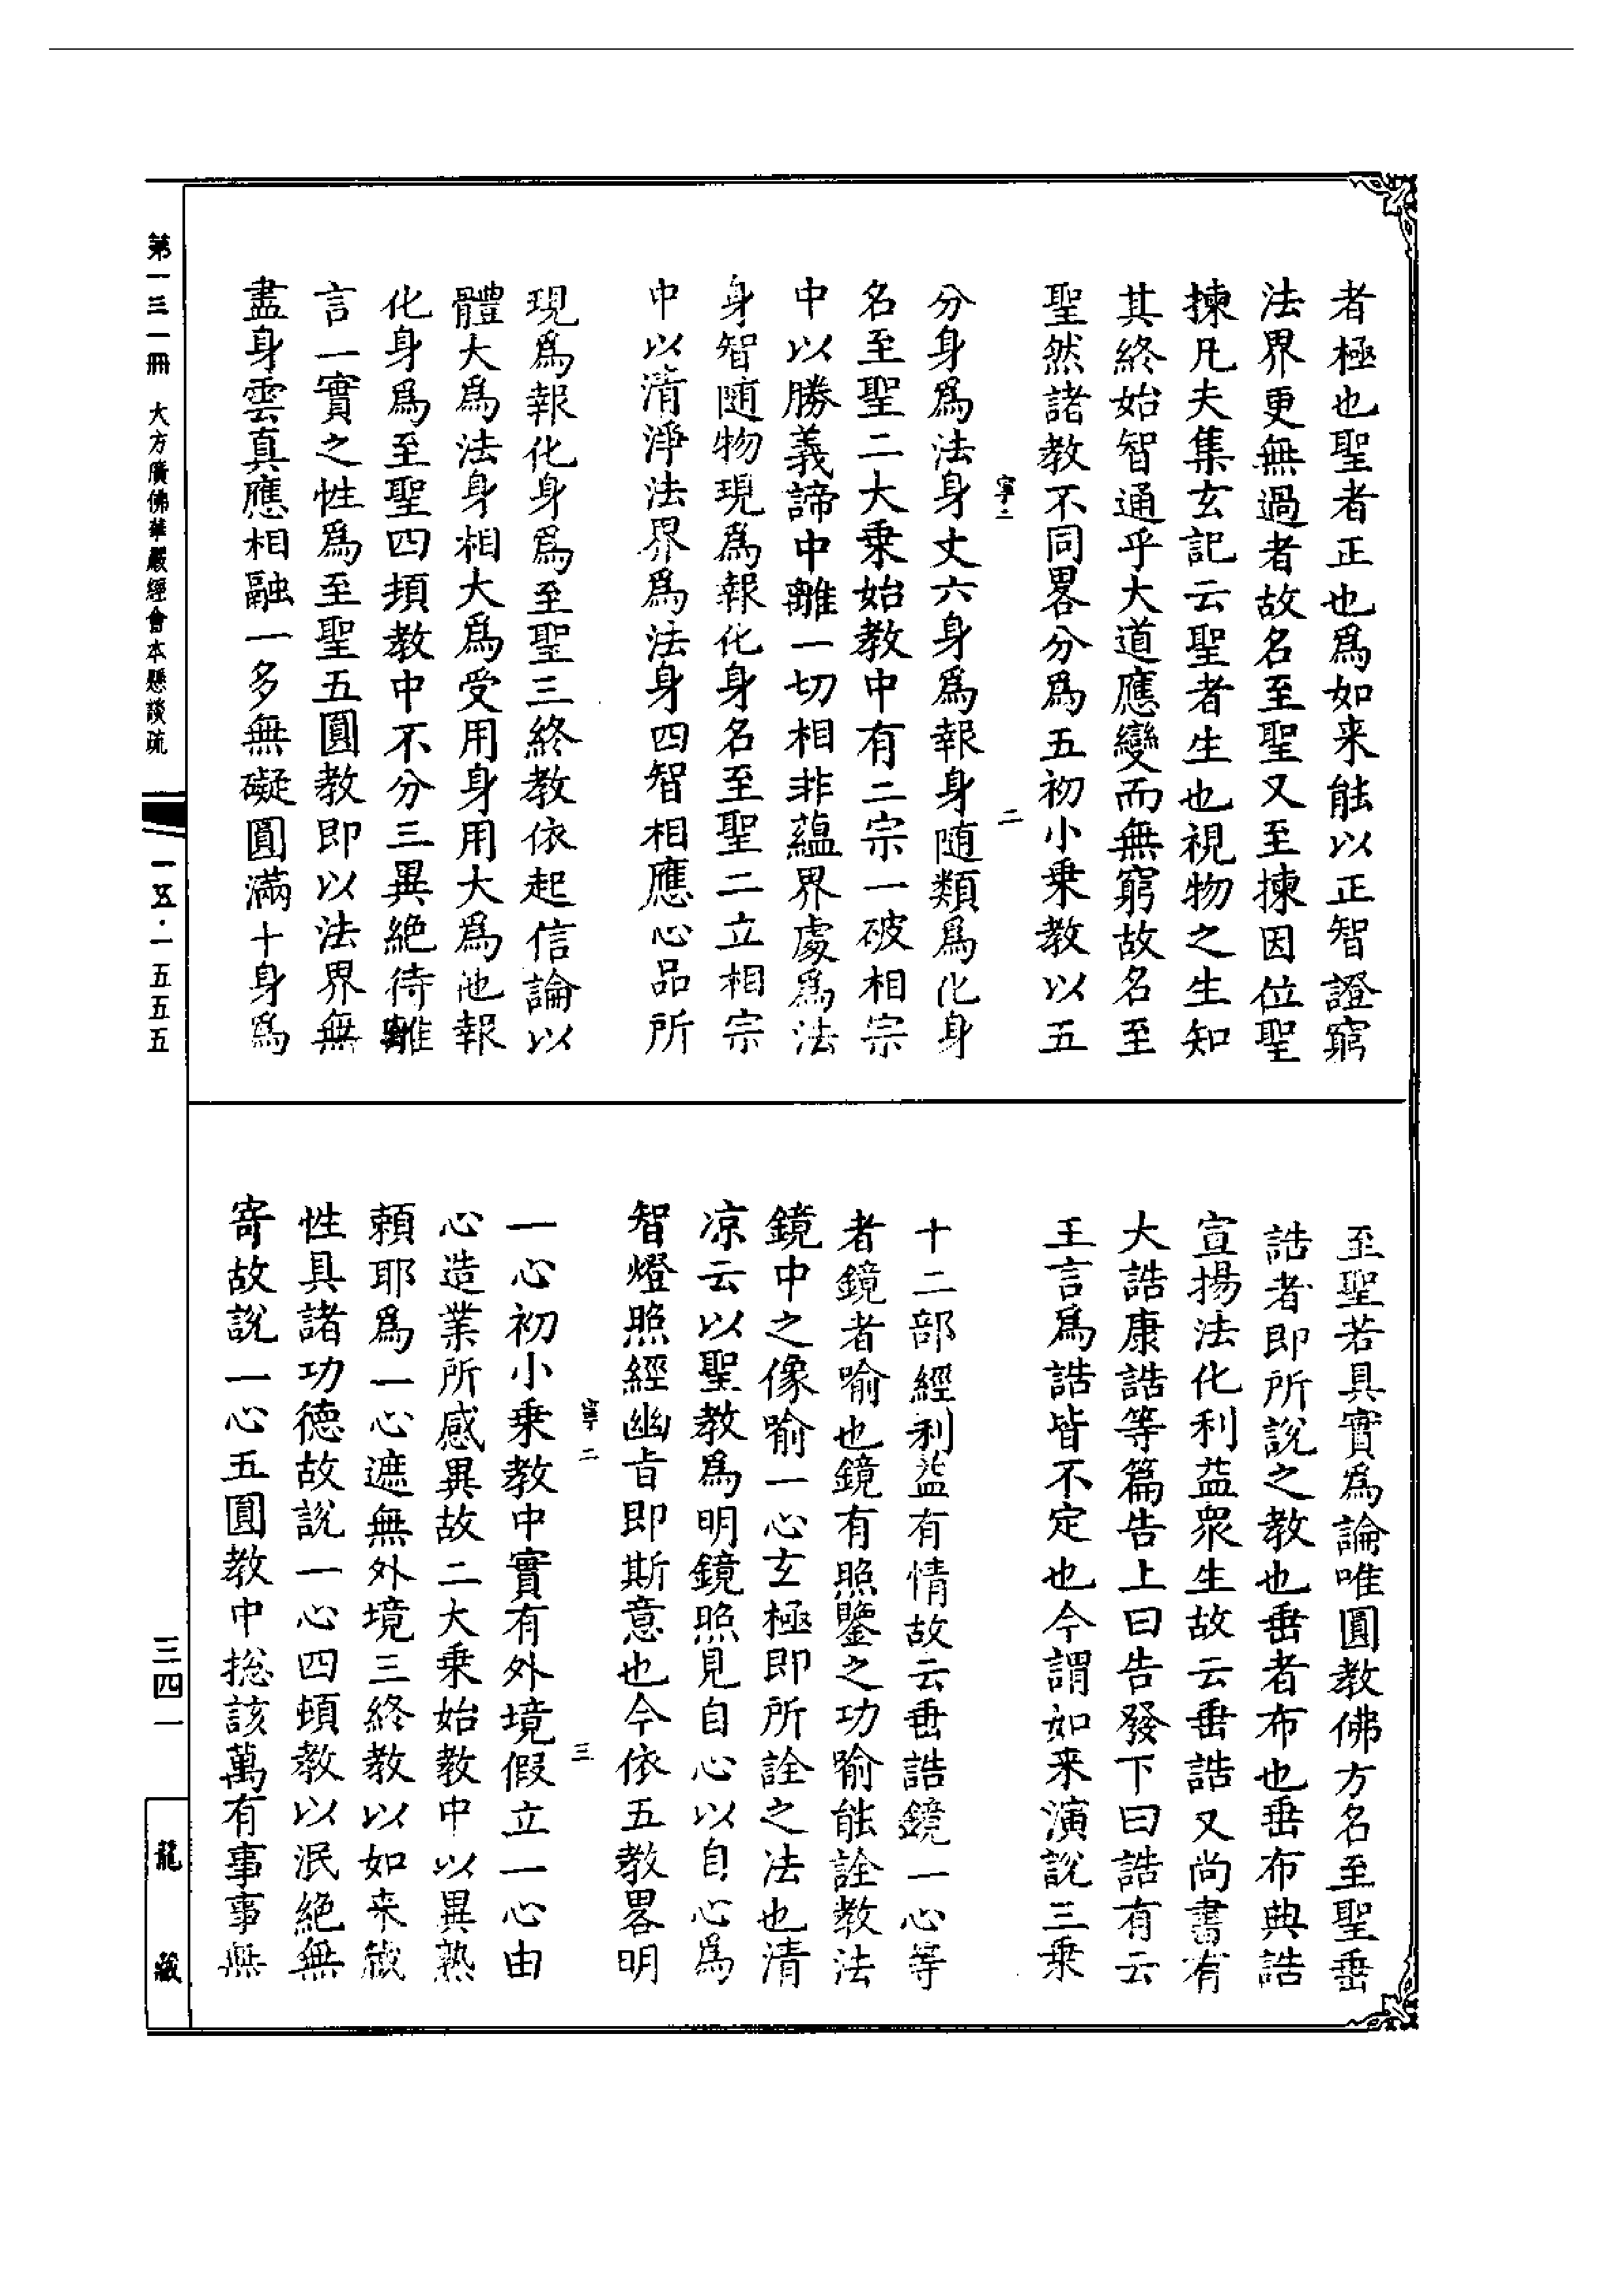 者極也聖者正也爲如来能以正智證窮
法界更無過者故名至聖又至揀因位聖
揀凡夫集玄記云聖者生也視物之生知
其終始智通乎大道應變而無窮故名至
聖然諸教不同畧分爲五初小乗教以五
寧二
二
分身爲法身丈六身爲報身随類爲化身
名至聖二大乗始教中有二宗一破相宗
中以勝義諦中離一切相非蘊界處爲法
身智随物現爲報化身名至聖二立相宗
中以清淨法界爲法身四智相應心品所
現爲報化身爲至聖三終教依起信論以
體大爲法身相大爲受用身用大爲他報
化身爲至聖四頓教中不分三異絶待離
言一實之性爲至聖五圓教即以法界無
盡身雲真應相融一多無礙圓滿十身爲
至聖若具實爲論唯圓教佛方名至聖垂
誥者即所説之教也垂者布也垂布典誥
宣揚法化利益衆生故云垂誥又尚書有
大誥康誥等篇告上曰告發下曰誥有云
王言爲誥皆不定也今謂如来演說三乗
十二部經利益有情故云垂誥鏡一心等
者鏡者喻也鏡有照鑒之功喻能詮教法
鏡中之像喻一心玄極即所詮之法也清
凉云以聖教爲明鏡照見自心以自心爲
智燈照經幽㫖即斯意也今依五教畧明
寧二
三
一心初小乗教中實有外境假立一心由
心造業所感異故二大乗始教中以異熟
頼耶爲一心遮無外境三終教以如来藏
性具諸功德故説一心四頓教以泯絶無
寄故説一心五圓教中捴該萬有事事無
第一三一冊 大方廣佛華嚴經會本懸談疏
一五·一五五五
三四一
龍藏